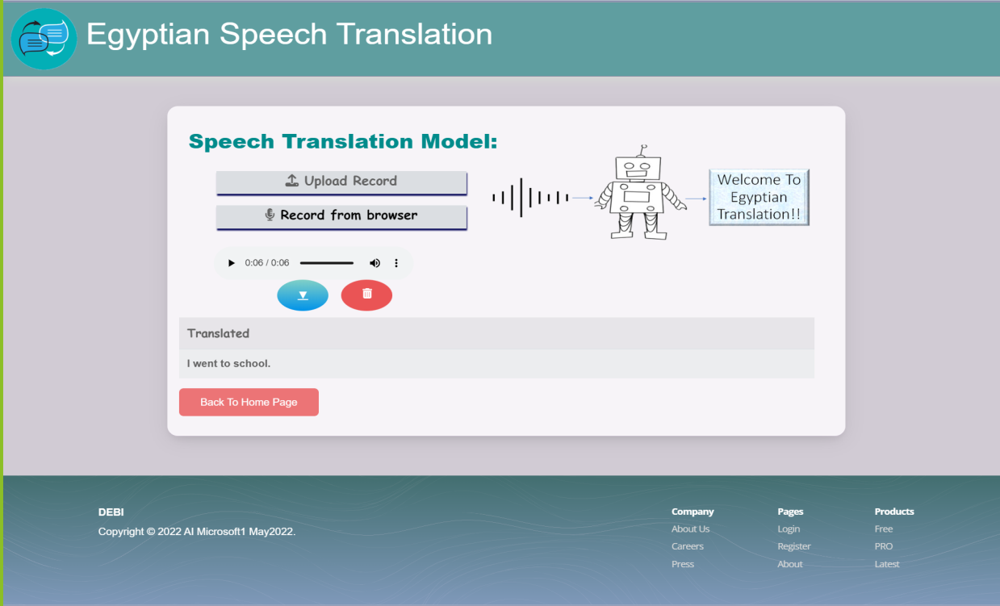 Egyptian Speech Translation
Speech Translation Model:
Upload Record
Record from browser
Welcome To
Egyptian
Translation!!
0:06 / 0:06
Translated
I went to school.
Back To Home Page
DEBI
Copyright © 2022 AI Microsoft1 May2022.
Company
About Us
Careers
Press
Pages
Login
Register
About
Products
Free
PRO
Latest